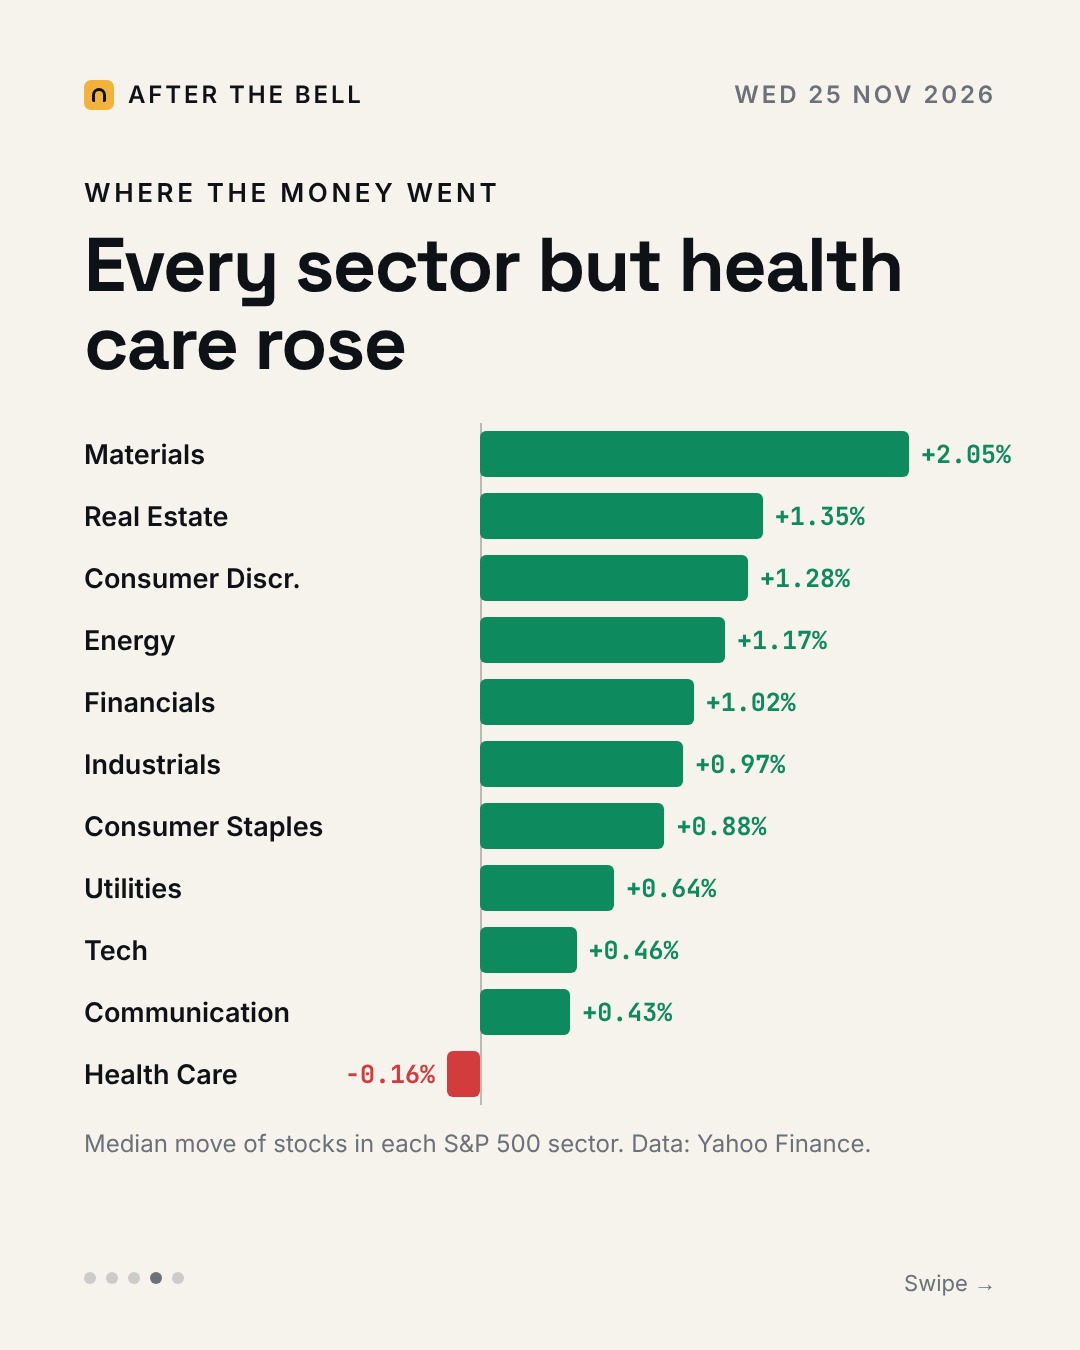 AFTER THE BELL
WED 25 NOV 2026
WHERE THE MONEY WENT
Every sector but health
care rose
Materials +2.05%
Real Estate +1.35%
Consumer Discr. +1.28%
Energy +1.17%
Financials +1.02%
Industrials +0.97%
Consumer Staples +0.88%
Utilities +0.64%
Tech +0.46%
Communication +0.43%
Health Care -0.16%
Median move of stocks in each S&P 500 sector. Data: Yahoo Finance.
Swipe →